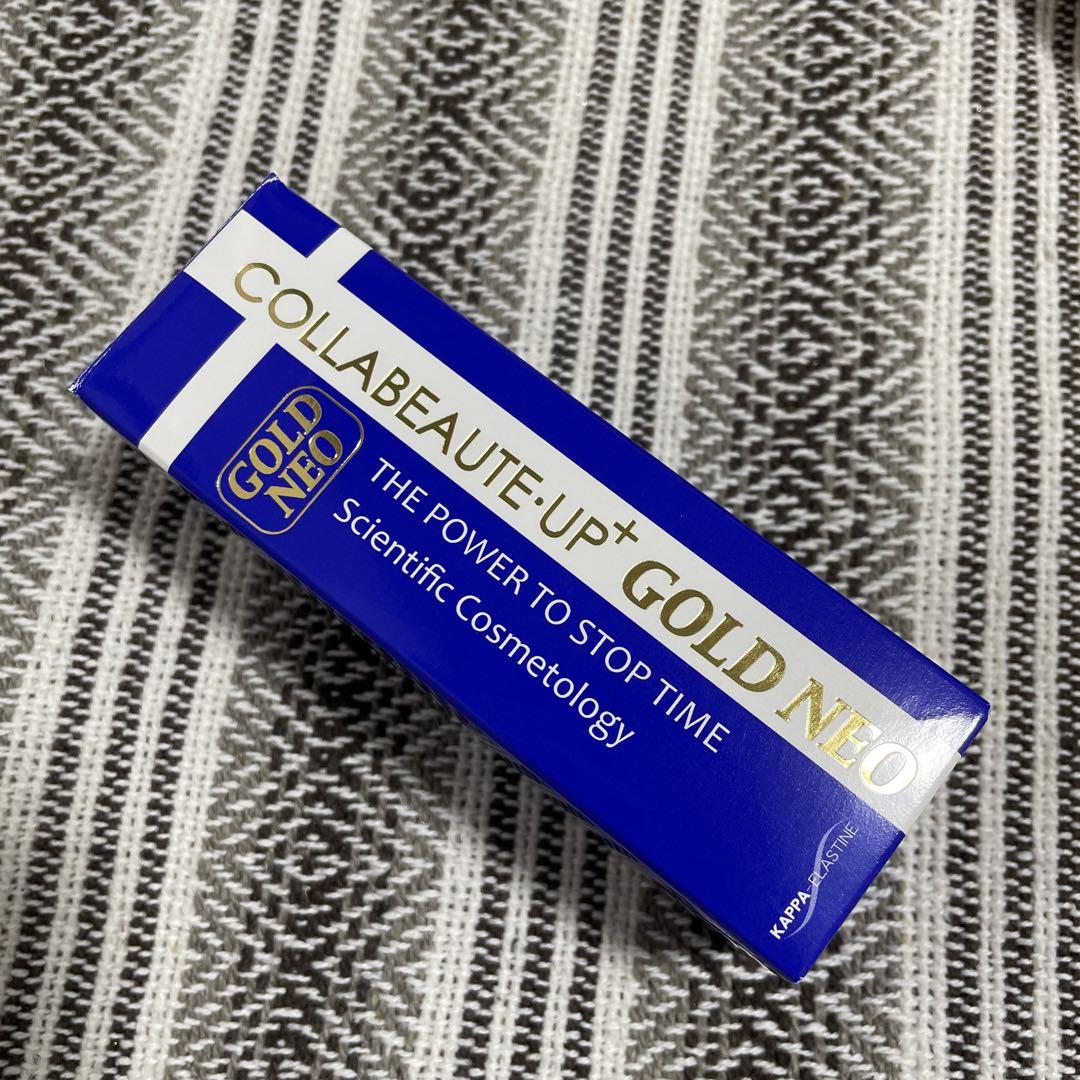 COLLABEAUTE·UP+ GOLD NEO
GOLD
NEO
THE POWER TO STOP TIME
Scientific Cosmetology
KAPPA-ELASTINE